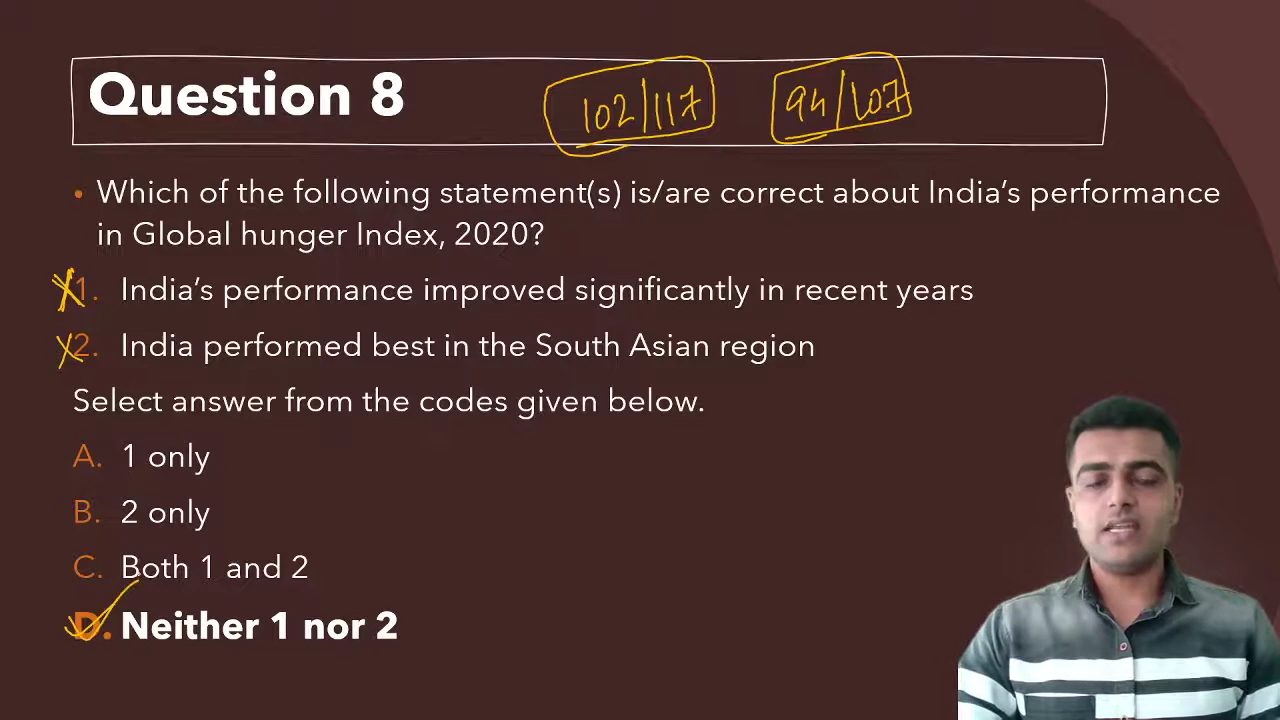 Question 8 102/117 94/107
• Which of the following statement(s) is/are correct about India's performance
in Global hunger Index, 2020?
1. India's performance improved significantly in recent years
2. India performed best in the South Asian region
Select answer from the codes given below.
A. 1 only
B. 2 only
C. Both 1 and 2
D. Neither 1 nor 2